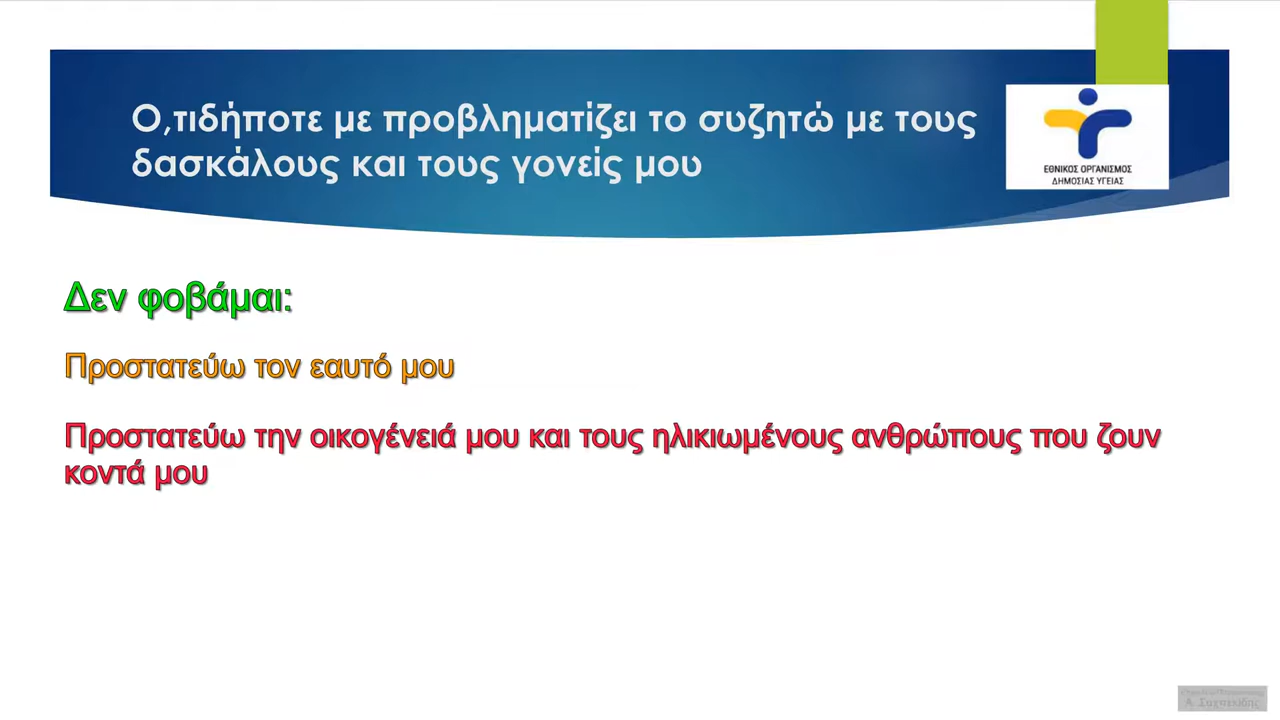 Ο,τιδήποτε με προβληματίζει το συζητώ με τους
δασκάλους και τους γονείς μου
ΕΘΝΙΚΟΣ ΟΡΓΑΝΙΣΜΟΣ
ΔΗΜΟΣΙΑΣ ΥΓΕΙΑΣ
Δεν φοβάμαι:
Προστατεύω τον εαυτό μου
Προστατεύω την οικογένειά μου και τους ηλικιωμένους ανθρώπους που ζουν
κοντά μου